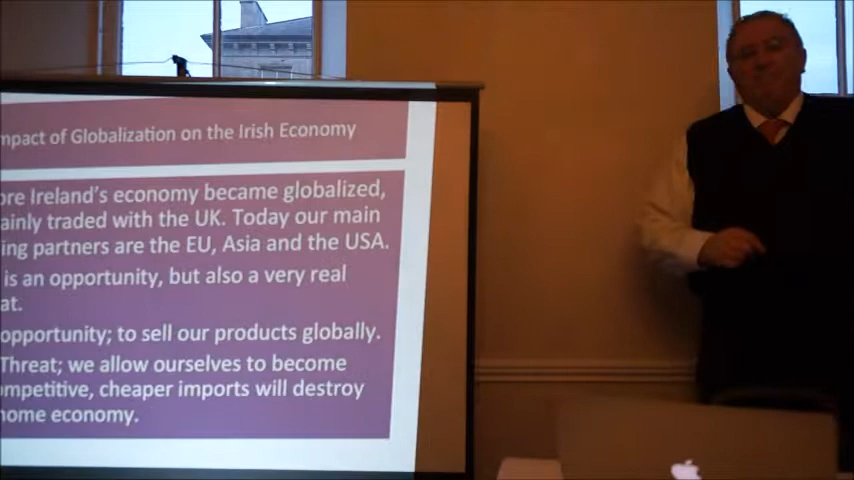 mpact of Globalization on the Irish Economy
ore Ireland's economy became globalized,
ainly traded with the UK. Today our main
ing partners are the EU, Asia and the USA.
is an opportunity, but also a very real
at.
opportunity; to sell our products globally.
Threat; we allow ourselves to become
mpetitive, cheaper imports will destroy
home economy.